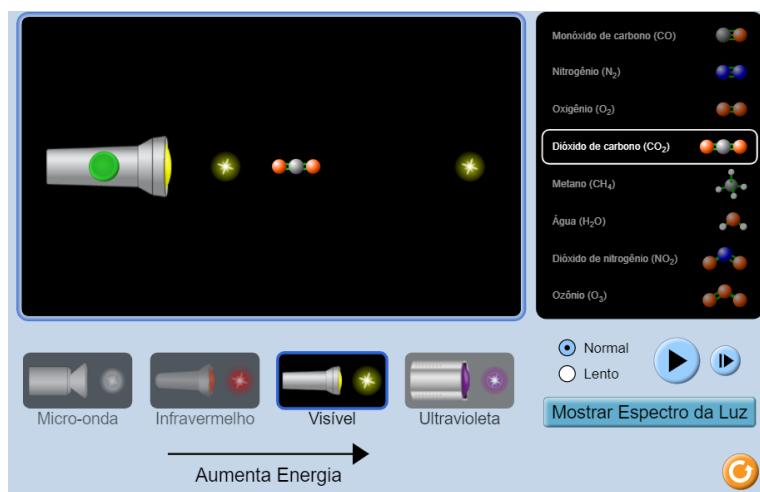 Monóxido de carbono (CO)
Nitrogênio (N₂)
Oxigênio (O₂)
Dióxido de carbono (CO₂)
Metano (CH₄)
Água (H₂O)
Dióxido de nitrogênio (NO₂)
Ozônio (O₃)
Micro-onda
Infravermelho
Visível
Ultravioleta
Aumenta Energia
Normal
Lento
Mostrar Espectro da Luz